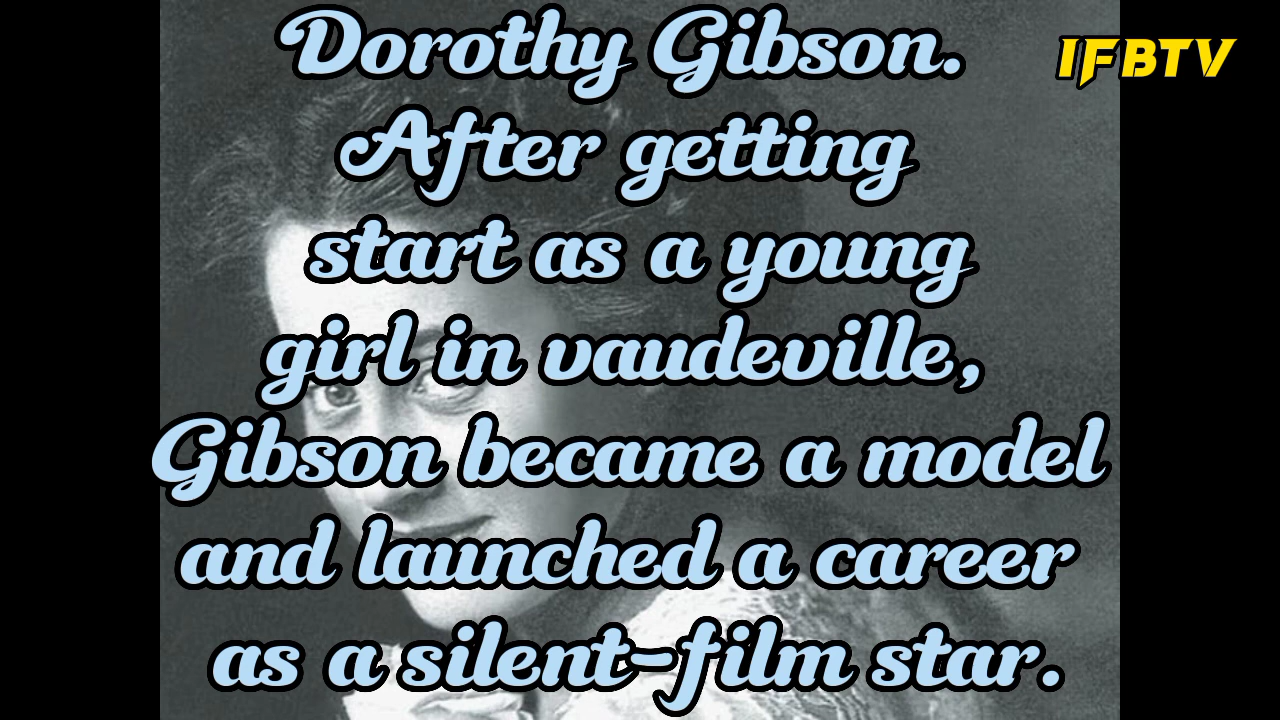 Dorothy Gibson.
IFBTV
After getting
start as a young
girl in vaudeville,
Gibson became a model
and launched a career
as a silent-film star.